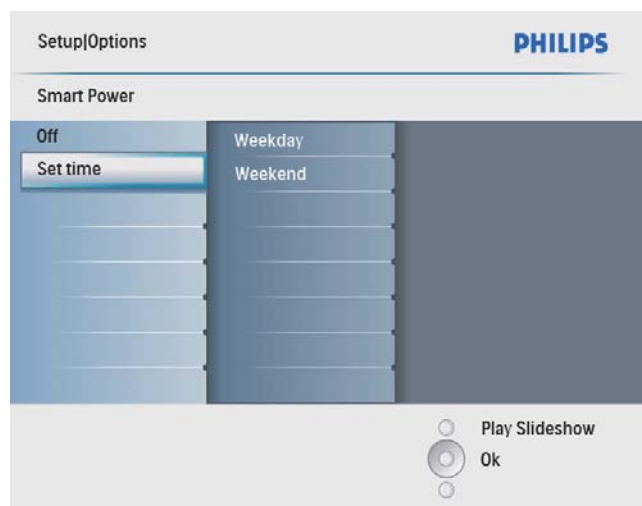 Setup|Options
PHILIPS
Smart Power
Off
Set time
Weekday
Weekend
Play Slideshow
Ok